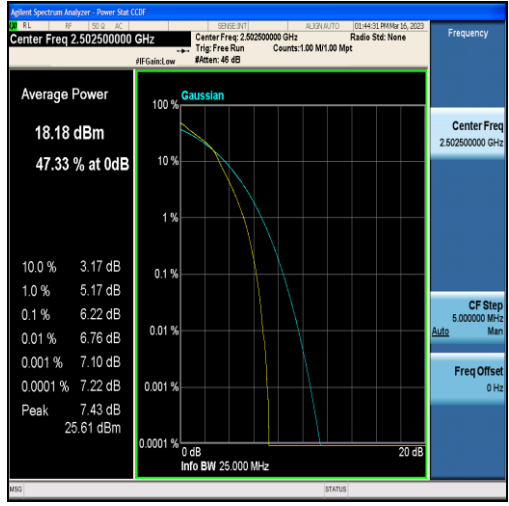 Agilent Spectrum Analyzer - Power Stat CCDF
RL RF 50 Ω AC SENSE:INT ALIGN AUTO 01:44:31 PM Mar 16, 2023
Center Freq 2.502500000 GHz
Center Freq: 2.502500000 GHz Radio Std: None
Trig: Free Run Counts:1.00 M/1.00 Mpt
#IFGain:Low #Atten: 46 dB
Frequency
Average Power
18.18 dBm
47.33 % at 0dB
10.0 % 3.17 dB
1.0 % 5.17 dB
0.1 % 6.22 dB
0.01 % 6.76 dB
0.001 % 7.10 dB
0.0001 % 7.22 dB
Peak 7.43 dB
25.61 dBm
Gaussian
100 %
10 %
1 %
0.1 %
0.01 %
0.001 %
0.0001 %
0 dB 20 dB
Info BW 25.000 MHz
Center Freq
2.502500000 GHz
CF Step
5.000000 MHz
Auto Man
Freq Offset
0 Hz
MSG STATUS